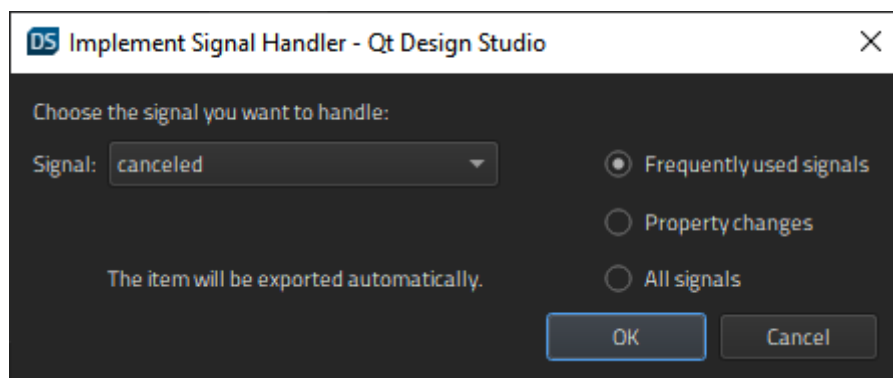 DS Implement Signal Handler - Qt Design Studio
Choose the signal you want to handle:
Signal: canceled
Frequently used signals
Property changes
The item will be exported automatically.
All signals
OK
Cancel